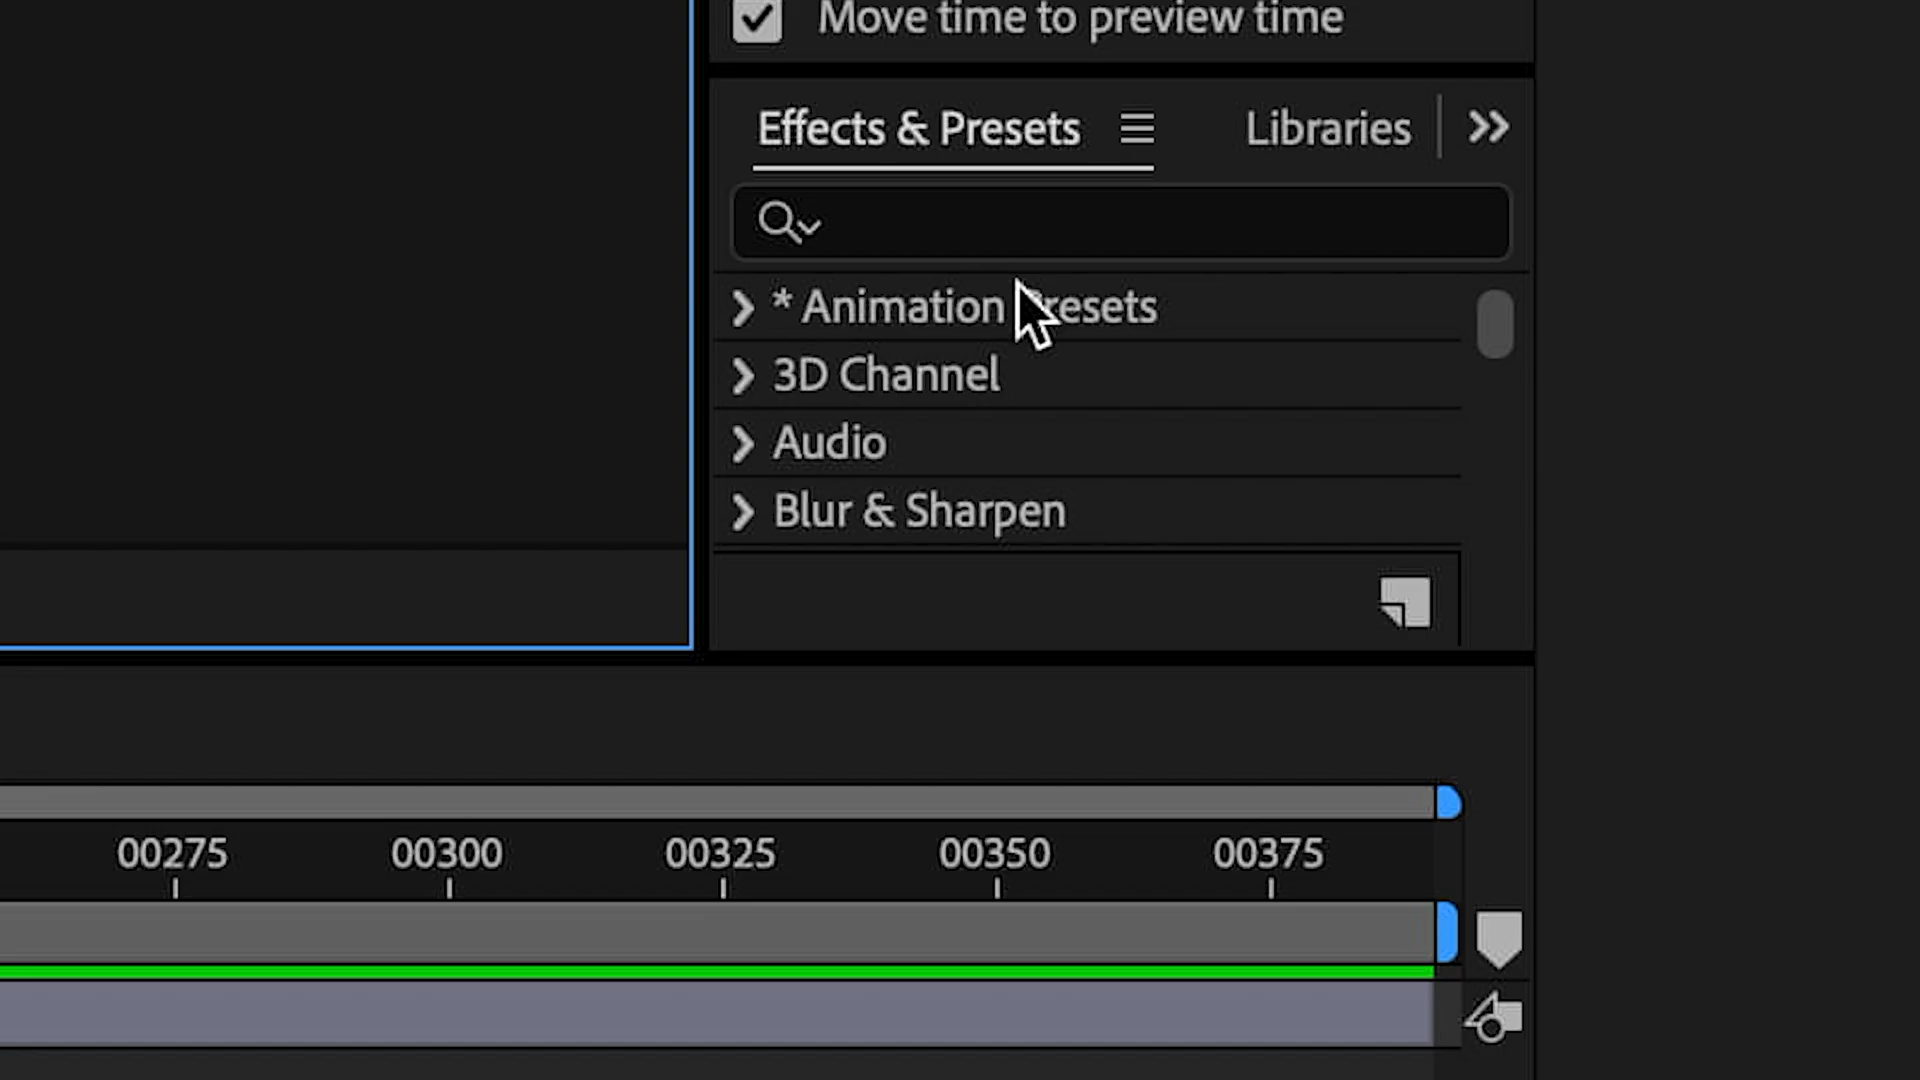 Move time to preview time
Effects & Presets
Libraries
* Animation Presets
3D Channel
Audio
Blur & Sharpen
00275 00300 00325 00350 00375